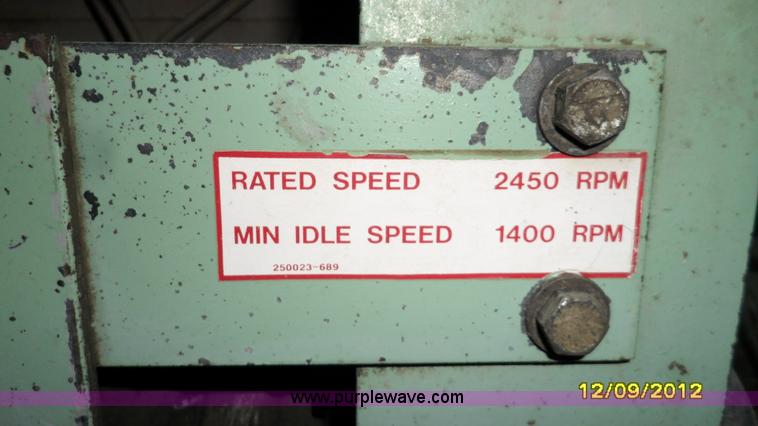 RATED SPEED 2450 RPM
MIN IDLE SPEED 1400 RPM
250023-689
12/09/2012
www.purplewave.com